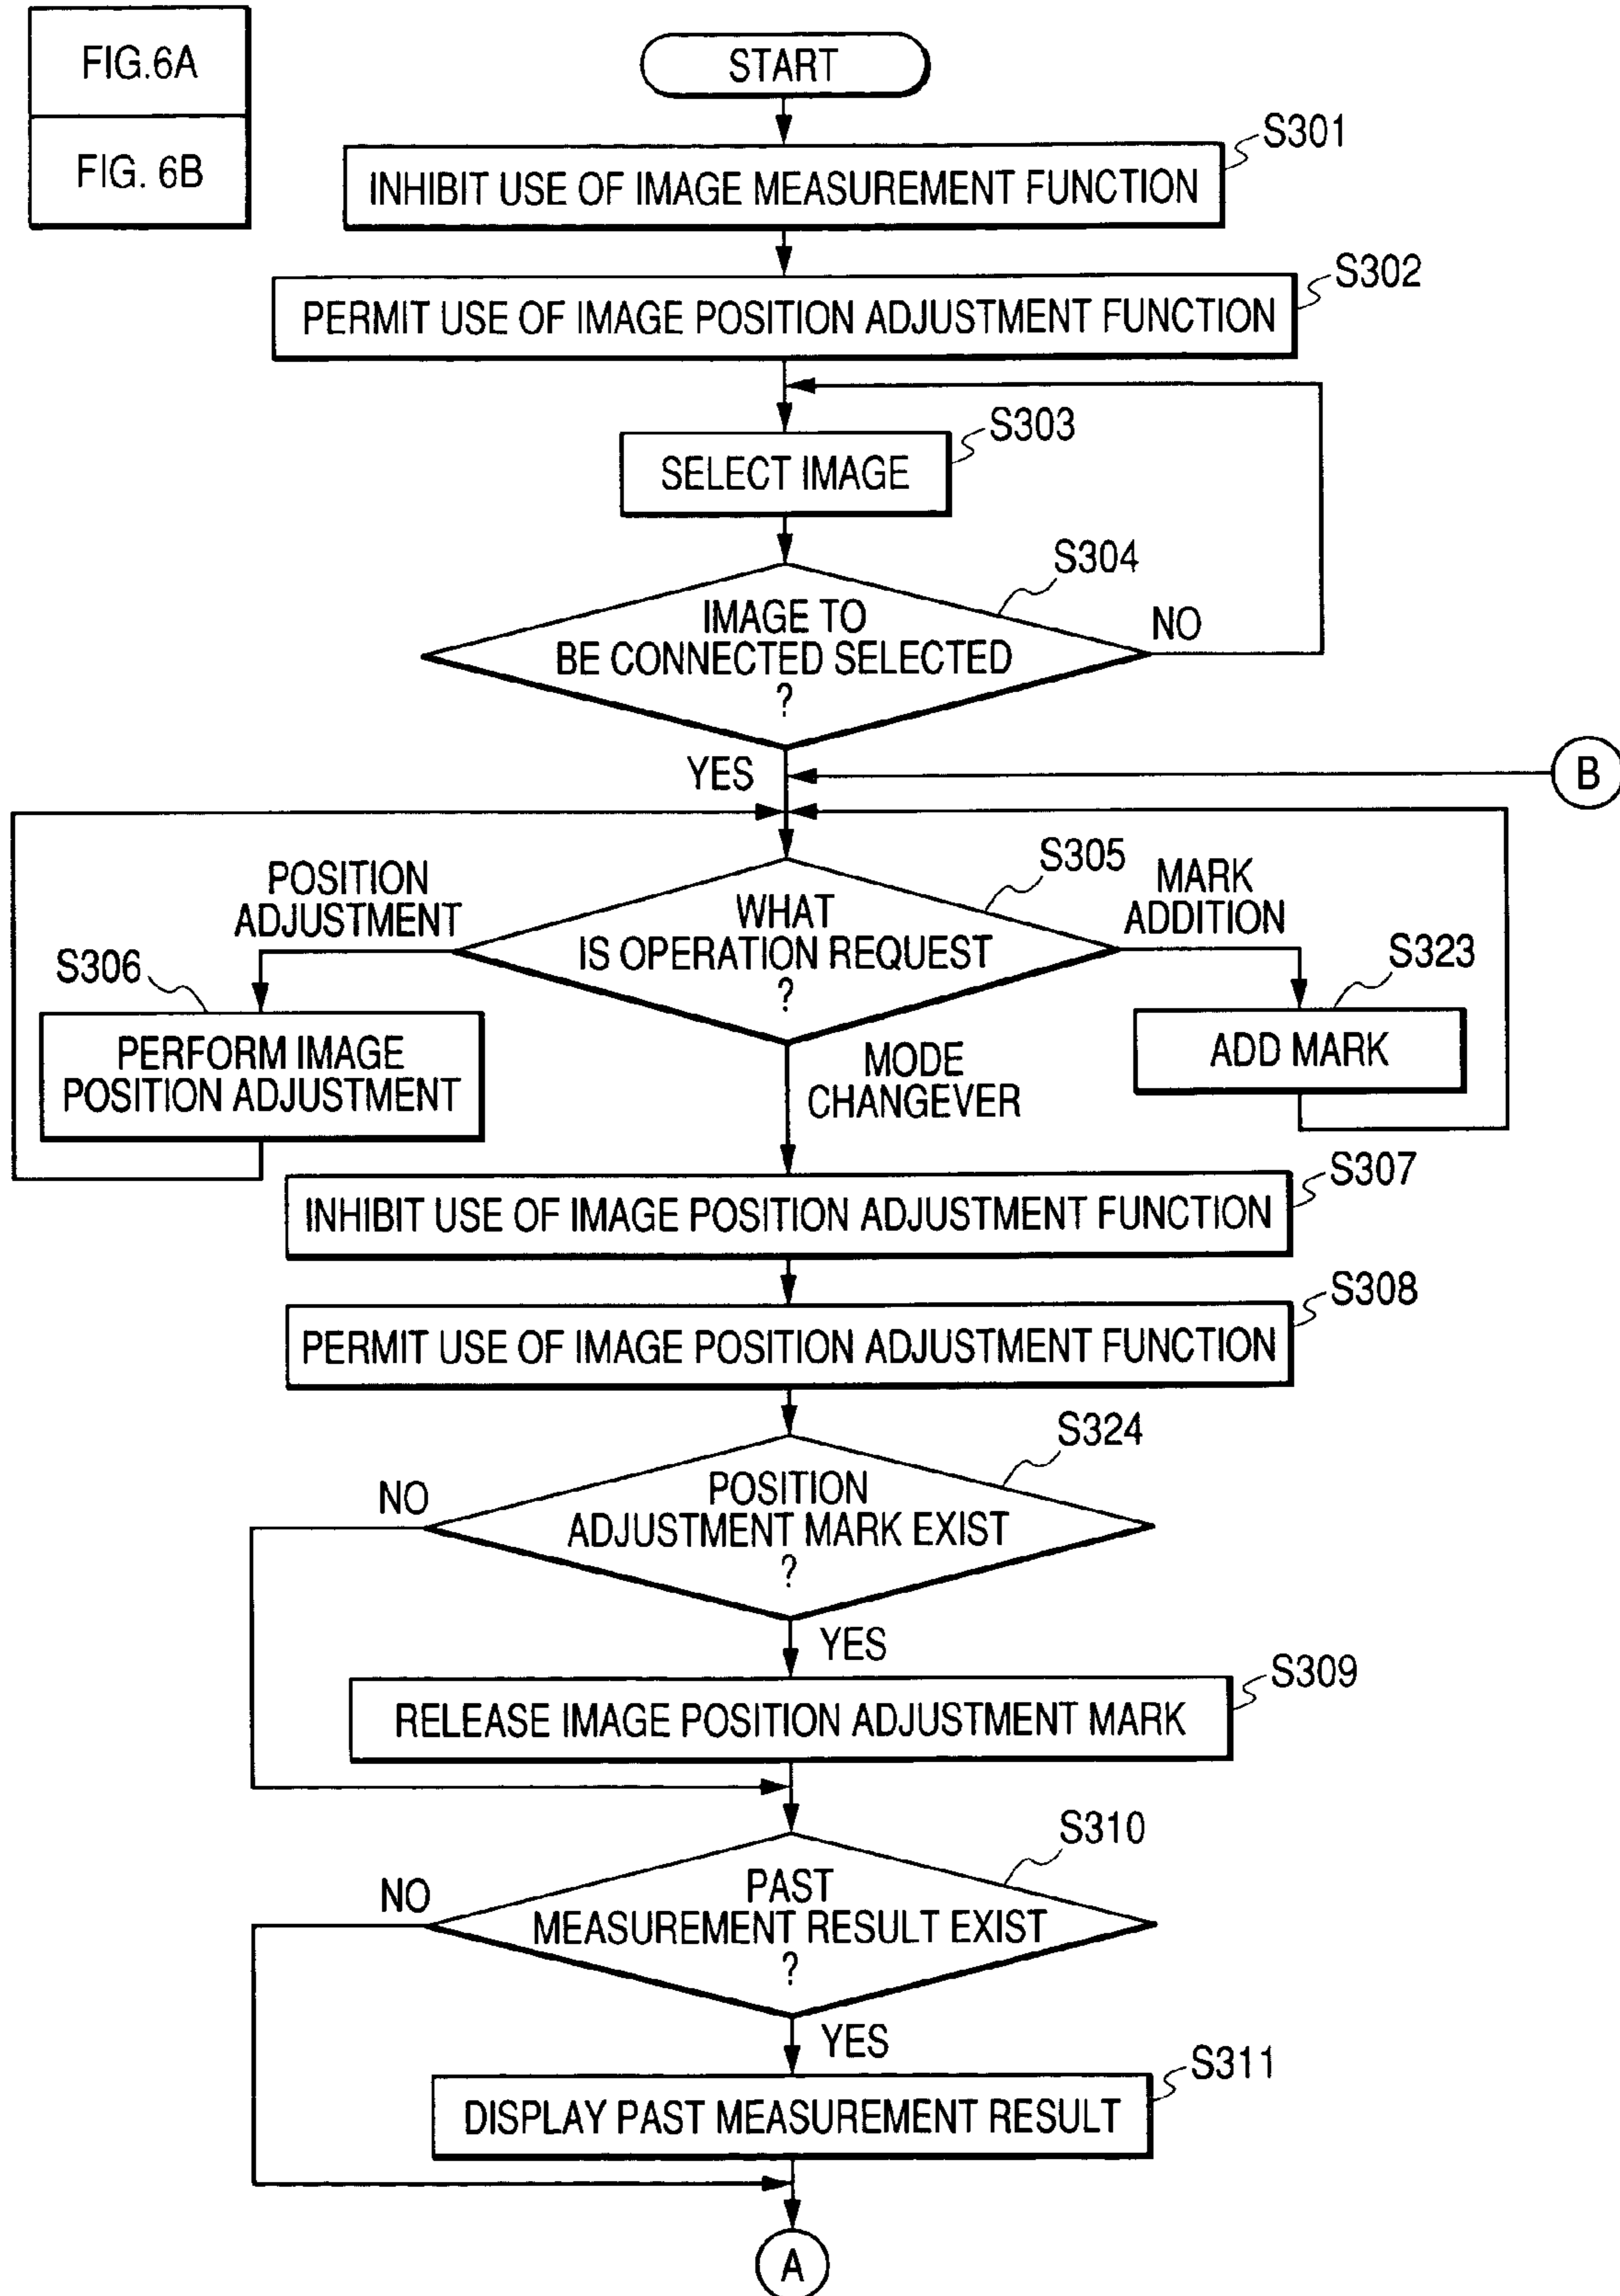 FIG.6A
FIG. 6B
START
S301
INHIBIT USE OF IMAGE MEASUREMENT FUNCTION
S302
PERMIT USE OF IMAGE POSITION ADJUSTMENT FUNCTION
S303
SELECT IMAGE
S304
IMAGE TO
BE CONNECTED SELECTED
?
NO
YES
B
S305
WHAT
IS OPERATION REQUEST
?
POSITION
ADJUSTMENT
MARK
ADDITION
S306
PERFORM IMAGE
POSITION ADJUSTMENT
S323
ADD MARK
MODE
CHANGEVER
S307
INHIBIT USE OF IMAGE POSITION ADJUSTMENT FUNCTION
S308
PERMIT USE OF IMAGE POSITION ADJUSTMENT FUNCTION
S324
POSITION
ADJUSTMENT MARK EXIST
?
NO
YES
S309
RELEASE IMAGE POSITION ADJUSTMENT MARK
S310
PAST
MEASUREMENT RESULT EXIST
?
NO
YES
S311
DISPLAY PAST MEASUREMENT RESULT
A